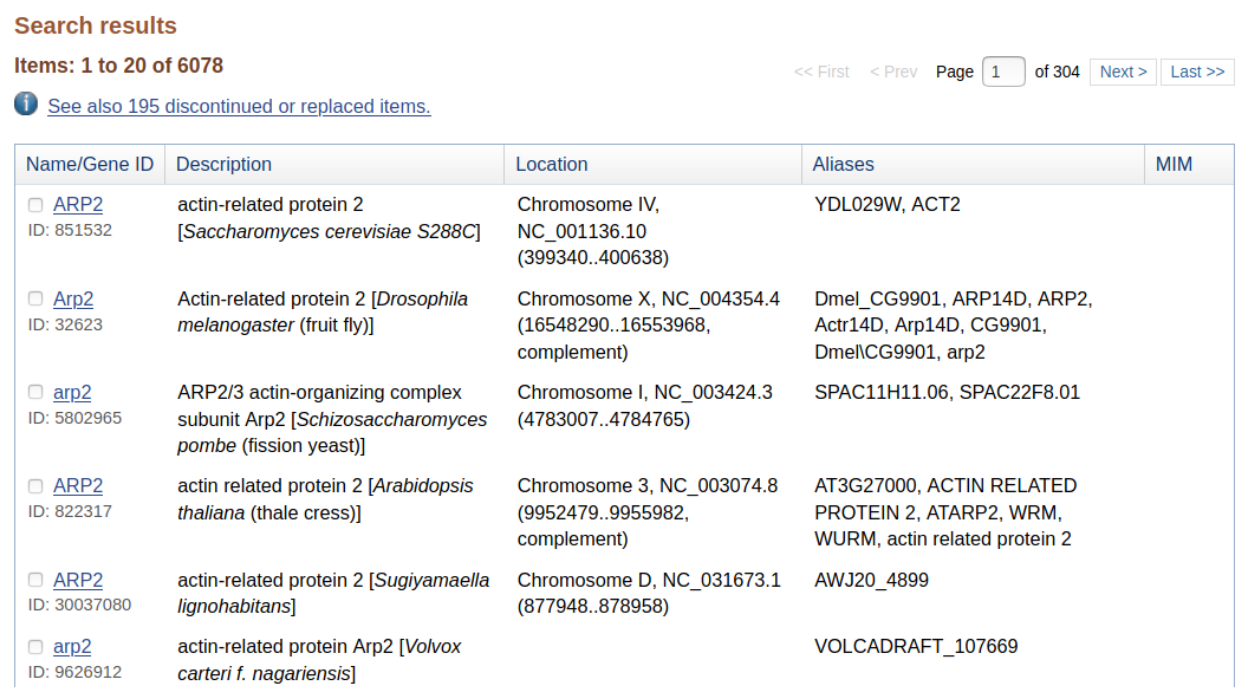 Search results
Items: 1 to 20 of 6078
<< First < Prev Page 1 of 304 Next > Last >>
See also 195 discontinued or replaced items.
Name/Gene ID Description Location Aliases MIM
ARP2 actin-related protein 2 Chromosome IV, YDL029W, ACT2
ID: 851532 [Saccharomyces cerevisiae S288C] NC_001136.10
(399340..400638)
Arp2 Actin-related protein 2 [Drosophila Chromosome X, NC_004354.4 Dmel_CG9901, ARP14D, ARP2,
ID: 32623 melanogaster (fruit fly)] (16548290..16553968, Actr14D, Arp14D, CG9901,
complement) Dmel\CG9901, arp2
arp2 ARP2/3 actin-organizing complex Chromosome I, NC_003424.3 SPAC11H11.06, SPAC22F8.01
ID: 5802965 subunit Arp2 [Schizosaccharomyces (4783007..4784765)
pombe (fission yeast)]
ARP2 actin related protein 2 [Arabidopsis Chromosome 3, NC_003074.8 AT3G27000, ACTIN RELATED
ID: 822317 thaliana (thale cress)] (9952479..9955982, PROTEIN 2, ATARP2, WRM,
complement) WURM, actin related protein 2
ARP2 actin-related protein 2 [Sugiyamaella Chromosome D, NC_031673.1 AWJ20_4899
ID: 30037080 lignohabitans] (877948..878958)
arp2 actin-related protein Arp2 [Volvox VOLCADRAFT_107669
ID: 9626912 carteri f. nagariensis]